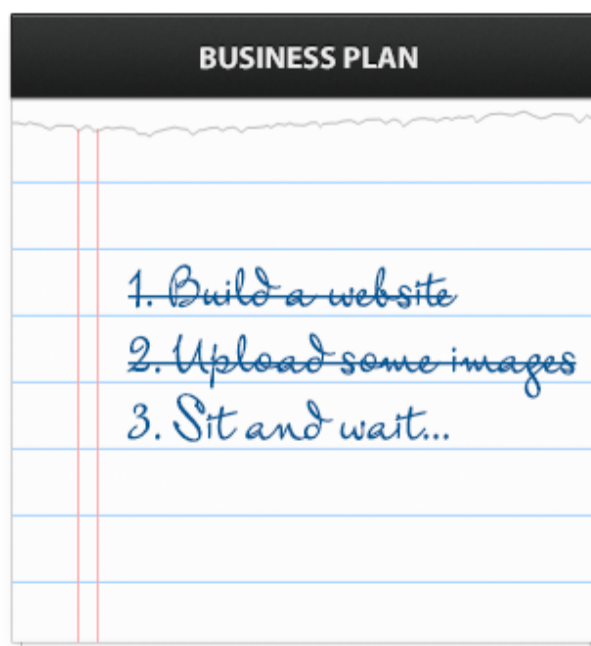 BUSINESS PLAN
1. Build a website
2. Upload some images
3. Sit and wait...